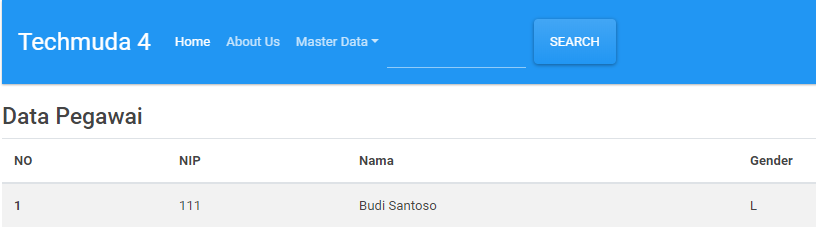 Techmuda 4 Home About Us Master Data SEARCH
Data Pegawai
NO NIP Nama Gender
1 111 Budi Santoso L